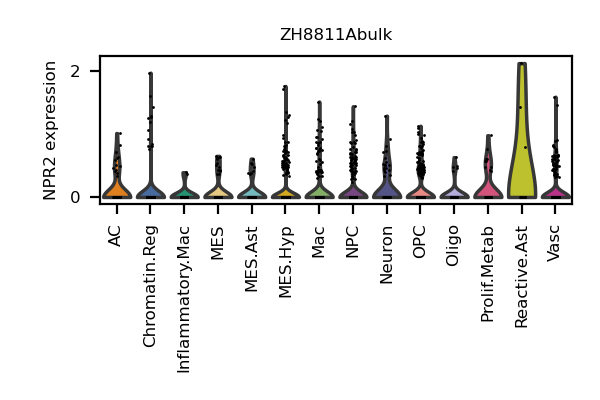 ZH8811Abulk
NPR2 expression
2
0
AC
Chromatin.Reg
Inflammatory.Mac
MES
MES.Ast
MES.Hyp
Mac
NPC
Neuron
OPC
Oligo
Prolif.Metab
Reactive.Ast
Vasc